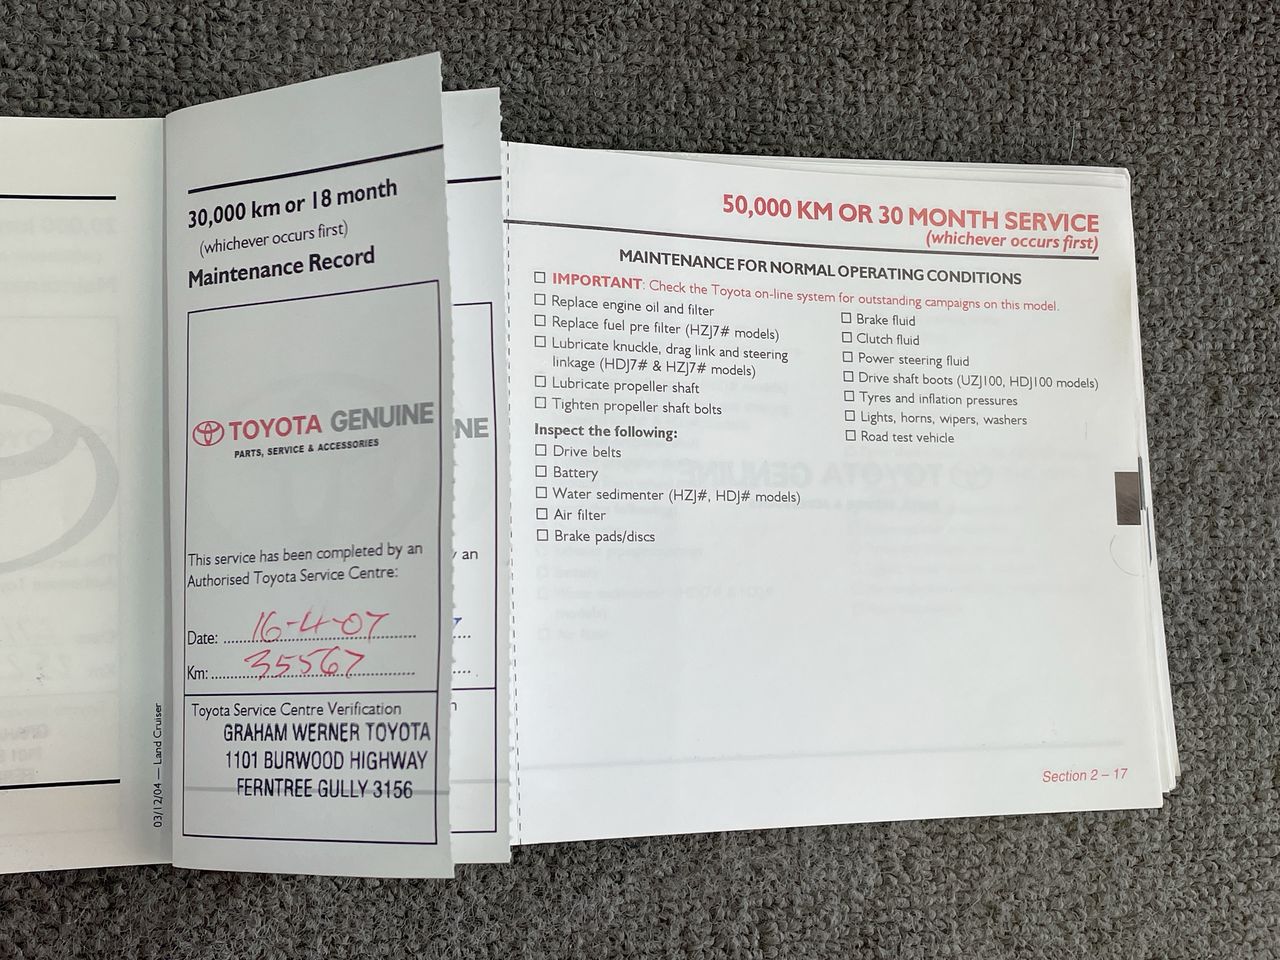 30,000 km or 18 month
(whichever occurs first)
Maintenance Record
TOYOTA GENUINE
PARTS, SERVICE & ACCESSORIES
This service has been completed by an
Authorised Toyota Service Centre:
Date: 16-4-07
Km: 35567
Toyota Service Centre Verification
GRAHAM WERNER TOYOTA
1101 BURWOOD HIGHWAY
FERNTREE GULLY 3156
03/12/04 — Land Cruiser
NE
an
50,000 KM OR 30 MONTH SERVICE
(whichever occurs first)
MAINTENANCE FOR NORMAL OPERATING CONDITIONS
IMPORTANT: Check the Toyota on-line system for outstanding campaigns on this model.
Replace engine oil and filter
Replace fuel pre filter (HZJ7# models)
Lubricate knuckle, drag link and steering
linkage (HDJ7# & HZJ7# models)
Lubricate propeller shaft
Tighten propeller shaft bolts
Inspect the following:
Drive belts
Battery
Water sedimenter (HZJ#, HDJ# models)
Air filter
Brake pads/discs
Brake fluid
Clutch fluid
Power steering fluid
Drive shaft boots (UZJ100, HDJ100 models)
Tyres and inflation pressures
Lights, horns, wipers, washers
Road test vehicle
Section 2 – 17